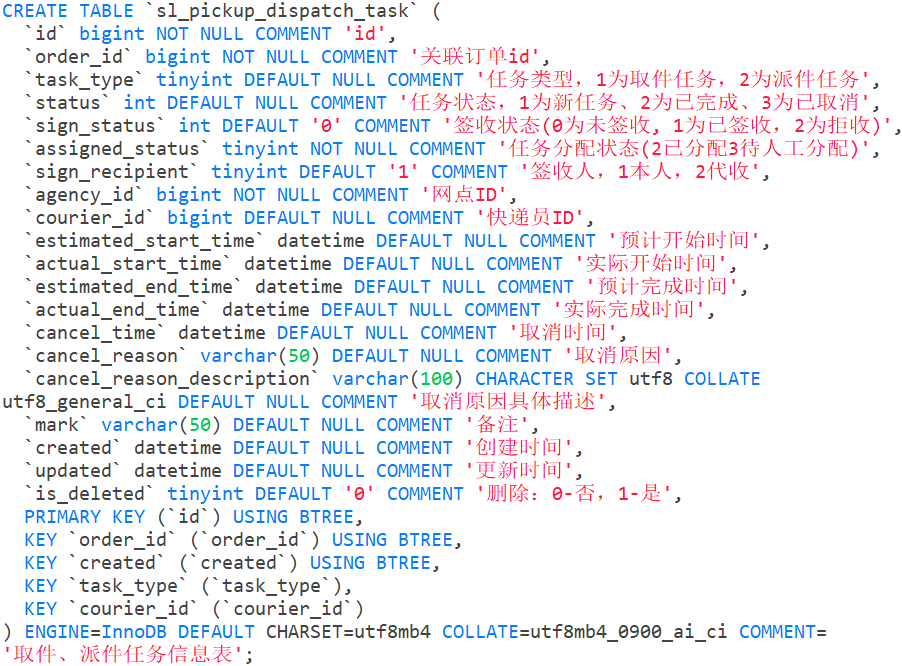 CREATE TABLE `sl_pickup_dispatch_task` (
  `id` bigint NOT NULL COMMENT 'id',
  `order_id` bigint NOT NULL COMMENT '关联订单id',
  `task_type` tinyint DEFAULT NULL COMMENT '任务类型，1为取件任务，2为派件任务',
  `status` int DEFAULT NULL COMMENT '任务状态，1为新任务、2为已完成、3为已取消',
  `sign_status` int DEFAULT '0' COMMENT '签收状态(0为未签收, 1为已签收，2为拒收)',
  `assigned_status` tinyint NOT NULL COMMENT '任务分配状态(2已分配3待人工分配)',
  `sign_recipient` tinyint DEFAULT '1' COMMENT '签收人，1本人，2代收',
  `agency_id` bigint NOT NULL COMMENT '网点ID',
  `courier_id` bigint DEFAULT NULL COMMENT '快递员ID',
  `estimated_start_time` datetime DEFAULT NULL COMMENT '预计开始时间',
  `actual_start_time` datetime DEFAULT NULL COMMENT '实际开始时间',
  `estimated_end_time` datetime DEFAULT NULL COMMENT '预计完成时间',
  `actual_end_time` datetime DEFAULT NULL COMMENT '实际完成时间',
  `cancel_time` datetime DEFAULT NULL COMMENT '取消时间',
  `cancel_reason` varchar(50) DEFAULT NULL COMMENT '取消原因',
  `cancel_reason_description` varchar(100) CHARACTER SET utf8 COLLATE
utf8_general_ci DEFAULT NULL COMMENT '取消原因具体描述',
  `mark` varchar(50) DEFAULT NULL COMMENT '备注',
  `created` datetime DEFAULT NULL COMMENT '创建时间',
  `updated` datetime DEFAULT NULL COMMENT '更新时间',
  `is_deleted` tinyint DEFAULT '0' COMMENT '删除：0-否，1-是',
  PRIMARY KEY (`id`) USING BTREE,
  KEY `order_id` (`order_id`) USING BTREE,
  KEY `created` (`created`) USING BTREE,
  KEY `task_type` (`task_type`),
  KEY `courier_id` (`courier_id`)
) ENGINE=InnoDB DEFAULT CHARSET=utf8mb4 COLLATE=utf8mb4_0900_ai_ci COMMENT=
'取件、派件任务信息表';